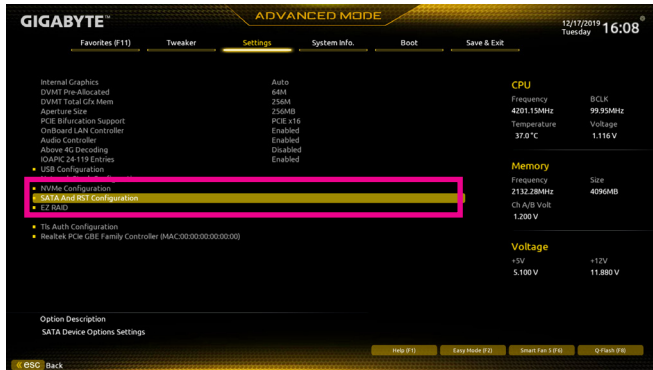 GIGABYTE™
ADVANCED MODE
12/17/2019
Tuesday
16:08
Favorites (F11) Tweaker Settings System Info. Boot Save & Exit
Internal Graphics Auto
DVMT Pre-Allocated 64M
DVMT Total Gfx Mem 256M
Aperture Size 256MB
PCIE Bifurcation Support PCIE x16
OnBoard LAN Controller Enabled
Audio Controller Enabled
Above 4G Decoding Disabled
IOAPIC 24-119 Entries Enabled
USB Configuration
NVMe Configuration
SATA And RST Configuration
EZ RAID
Tls Auth Configuration
Realtek PCIe GBE Family Controller (MAC:00:00:00:00:00:00)
CPU
Frequency BCLK
4201.15MHz 99.95MHz
Temperature Voltage
37.0 °C 1.116 V
Memory
Frequency Size
2132.28MHz 4096MB
Ch A/B Volt
1.200 V
Voltage
+5V +12V
5.100 V 11.880 V
Option Description
SATA Device Options Settings
Help (F1) Easy Mode (F2) Smart Fan 5 (F6) Q-Flash (F8)
esc Back